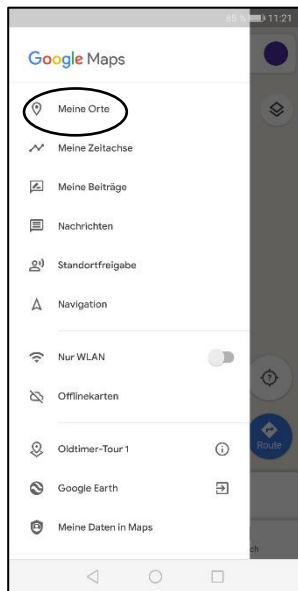 85 % 11:21
Google Maps
Meine Orte
Meine Zeitachse
Meine Beiträge
Nachrichten
Standortfreigabe
Navigation
Nur WLAN
Offlinekarten
Oldtimer-Tour 1
Google Earth
Meine Daten in Maps
Route
ch